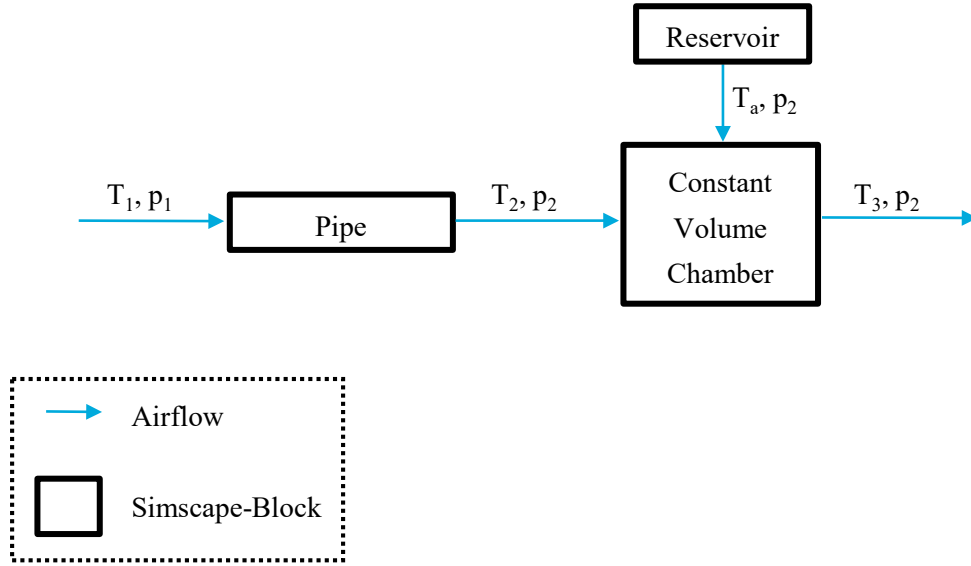 Reservoir
Tₐ, p₂
T₁, p₁
Pipe
T₂, p₂
Constant
Volume
Chamber
T₃, p₂
Airflow
Simscape-Block